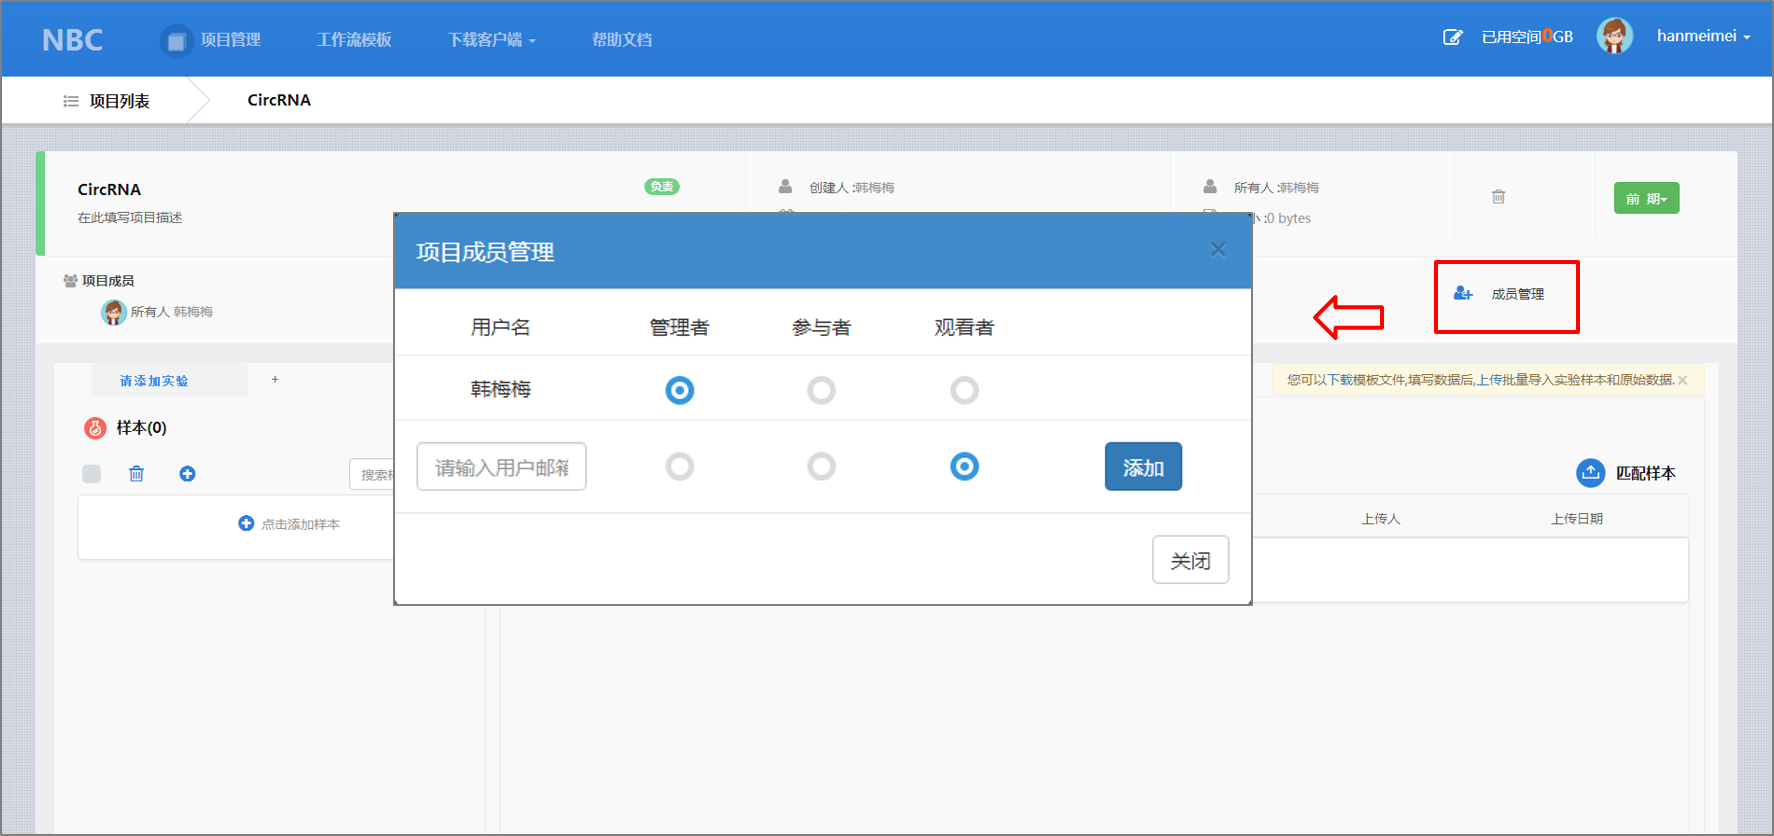 NBC 项目管理 工作流模板 下载客户端 帮助文档 已用空间0GB hanmeimei
项目列表 CircRNA
CircRNA 负责 创建人 :韩梅梅 所有人 :韩梅梅 前 期
在此填写项目描述 :0 bytes
项目成员
所有人 韩梅梅
成员管理
项目成员管理 ×
用户名 管理者 参与者 观看者
韩梅梅
请输入用户邮箱 添加
关闭
请添加实验 +
您可以下载模板文件,填写数据后,上传批量导入实验样本和原始数据. ×
样本(0)
搜索
匹配样本
点击添加样本
上传人 上传日期